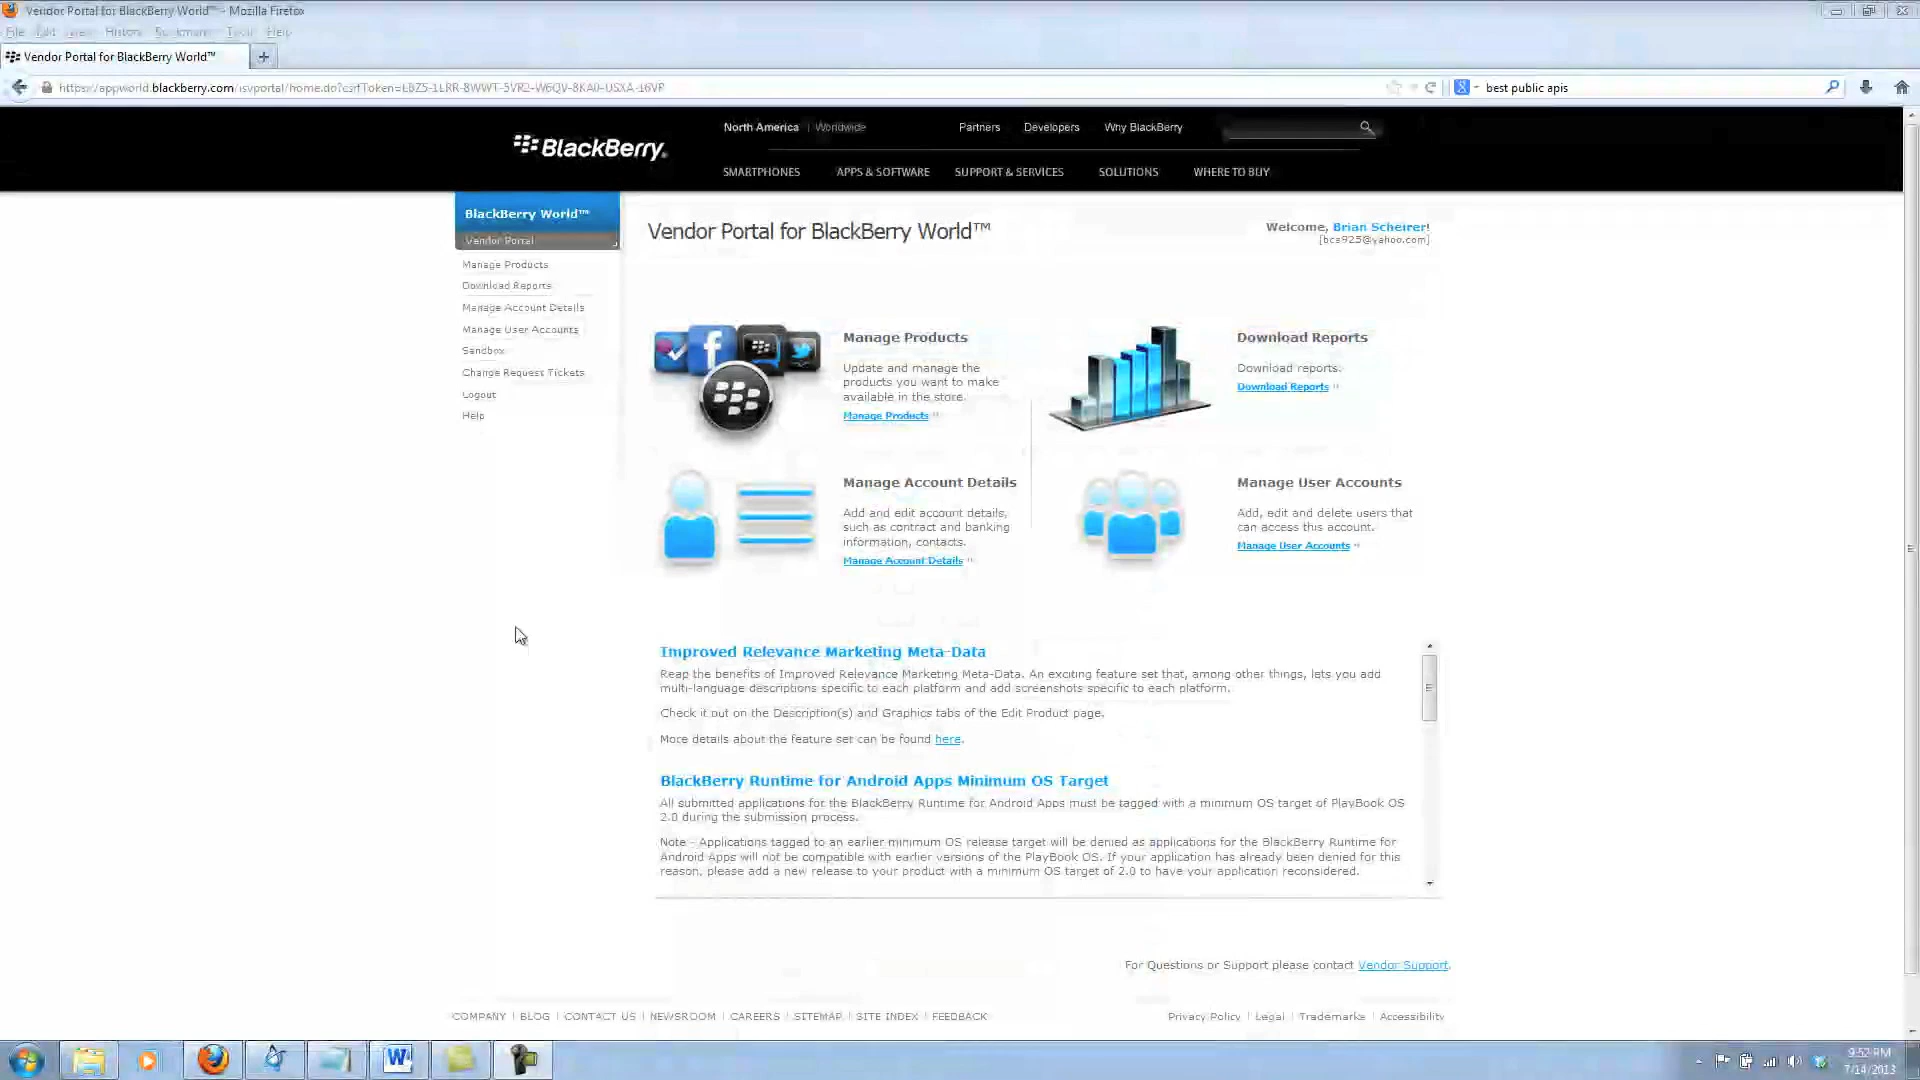 Vendor Portal for BlackBerry World™ - Mozilla Firefox
File Edit View History Bookmarks Tools Help
Vendor Portal for BlackBerry World™
best public apis
North America | Worldwide
Partners Developers Why BlackBerry
BlackBerry
SMARTPHONES APPS & SOFTWARE SUPPORT & SERVICES SOLUTIONS WHERE TO BUY
BlackBerry World™
Vendor Portal
Manage Products
Download Reports
Manage Account Details
Manage User Accounts
Sandbox
Change Request Tickets
Logout
Help
Vendor Portal for BlackBerry World™
Welcome, Brian Scheirer!
[bca925@yahoo.com]
Manage Products
Update and manage the
products you want to make
available in the store.
Manage Products
Download Reports
Download reports.
Download Reports
Manage Account Details
Add and edit account details,
such as contract and banking
information, contacts.
Manage Account Details
Manage User Accounts
Add, edit and delete users that
can access this account.
Manage User Accounts
Improved Relevance Marketing Meta-Data
Reap the benefits of Improved Relevance Marketing Meta-Data. An exciting feature set that, among other things, lets you add
multi-language descriptions specific to each platform and add screenshots specific to each platform.
Check it out on the Description(s) and Graphics tabs of the Edit Product page.
More details about the feature set can be found here.
BlackBerry Runtime for Android Apps Minimum OS Target
All submitted applications for the BlackBerry Runtime for Android Apps must be tagged with a minimum OS target of PlayBook OS
2.0 during the submission process.
Note - Applications tagged to an earlier minimum OS release target will be denied as applications for the BlackBerry Runtime for
Android Apps will not be compatible with earlier versions of the PlayBook OS. If your application has already been denied for this
reason, please add a new release to your product with a minimum OS target of 2.0 to have your application reconsidered.
For Questions or Support please contact Vendor Support.
COMPANY | BLOG | CONTACT US | NEWSROOM | CAREERS | SITEMAP | SITE INDEX | FEEDBACK
Privacy Policy | Legal | Trademarks | Accessibility
9:52 PM
7/14/2013